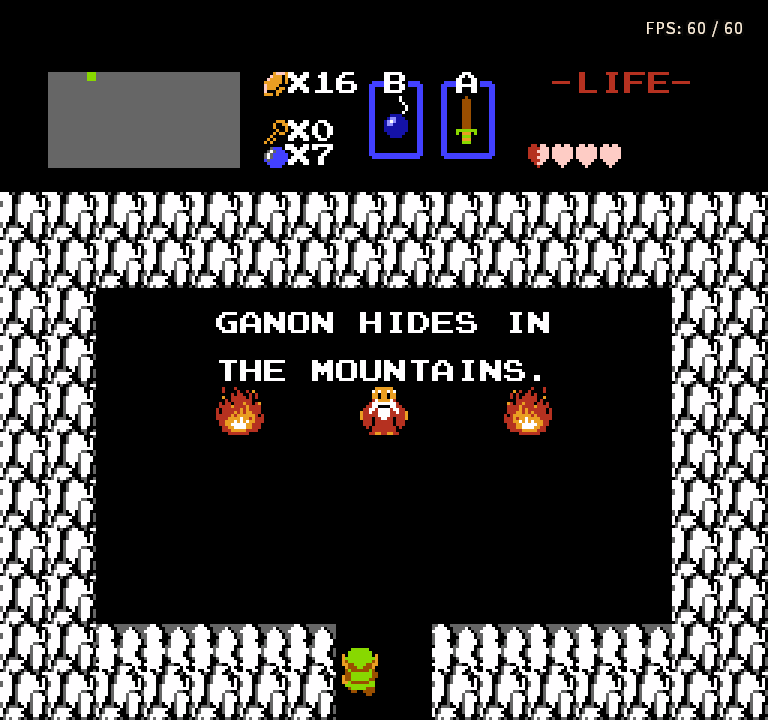 FPS: 60 / 60
X16 B A -LIFE-
X0
X7
GANON HIDES IN
THE MOUNTAINS.